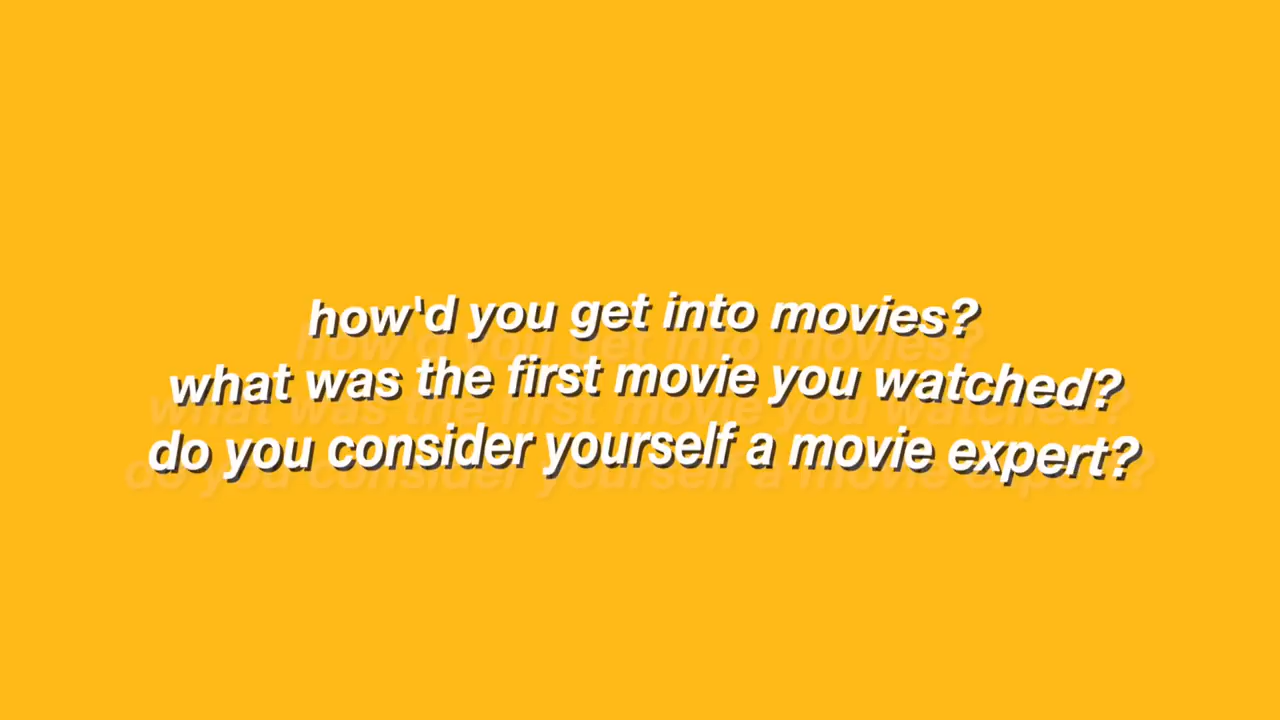 how'd you get into movies?
what was the first movie you watched?
do you consider yourself a movie expert?